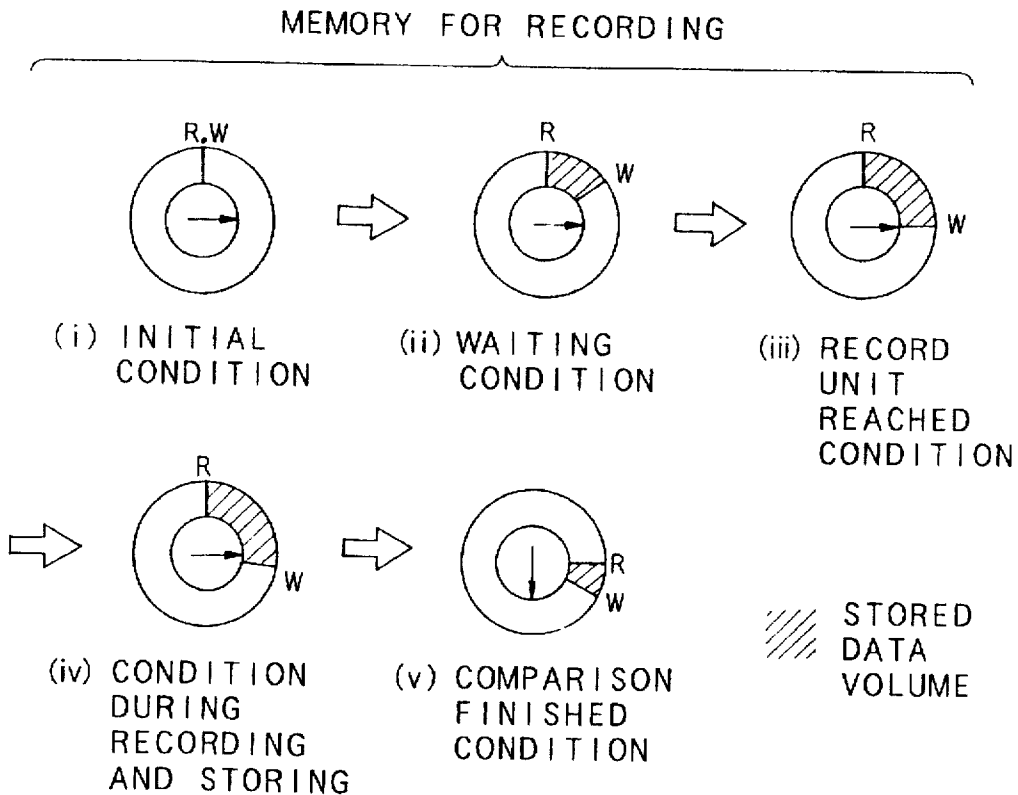 MEMORY FOR RECORDING
R.W
R
W
R
W
(i) INITIAL
CONDITION
(ii) WAITING
CONDITION
(iii) RECORD
UNIT
REACHED
CONDITION
R
W
R
W
(iv) CONDITION
DURING
RECORDING
AND STORING
(v) COMPARISON
FINISHED
CONDITION
STORED
DATA
VOLUME